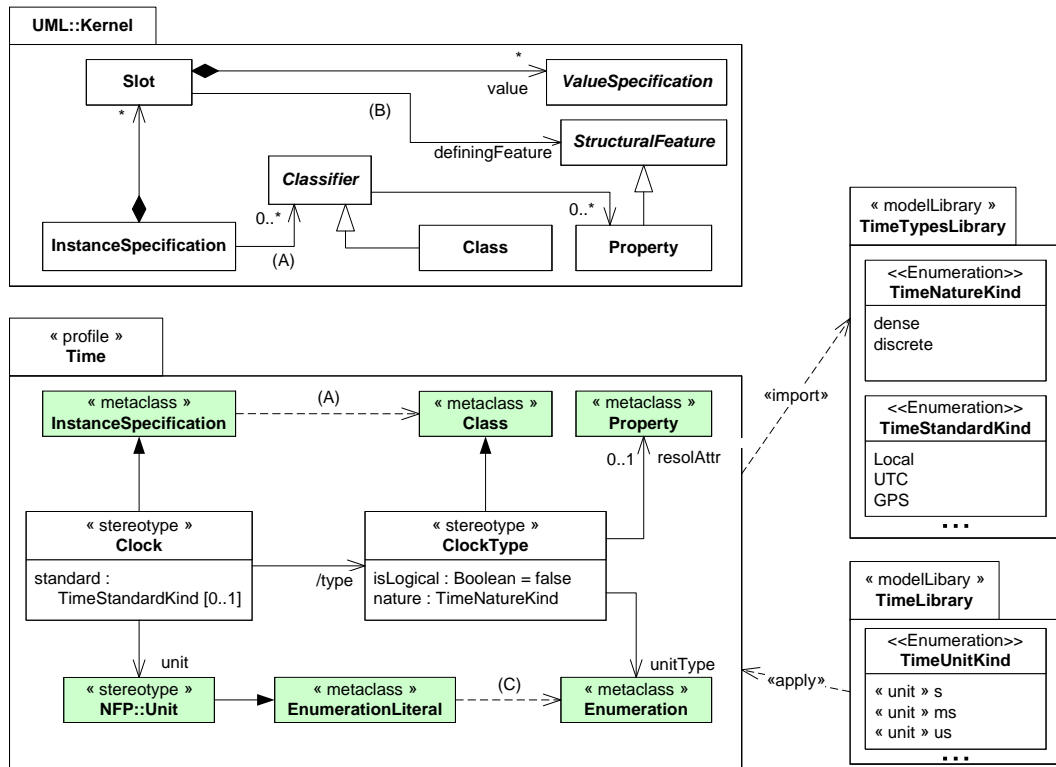 UML::Kernel
Slot
*
value
ValueSpecification
(B)
*
definingFeature
StructuralFeature
Classifier
0..*
0..*
InstanceSpecification
(A)
Class
Property
« modelLibrary »
TimeTypesLibrary
<<Enumeration>>
TimeNatureKind
dense
discrete
<<Enumeration>>
TimeStandardKind
Local
UTC
GPS
...
« profile »
Time
« metaclass »
InstanceSpecification
(A)
« metaclass »
Class
« metaclass »
Property
0..1
resolAttr
«import»
« stereotype »
Clock
standard :
TimeStandardKind [0..1]
/type
« stereotype »
ClockType
isLogical : Boolean = false
nature : TimeNatureKind
unit
unitType
« stereotype »
NFP::Unit
« metaclass »
EnumerationLiteral
(C)
« metaclass »
Enumeration
«apply»
« modelLibary »
TimeLibrary
<<Enumeration>>
TimeUnitKind
« unit » s
« unit » ms
« unit » us
...